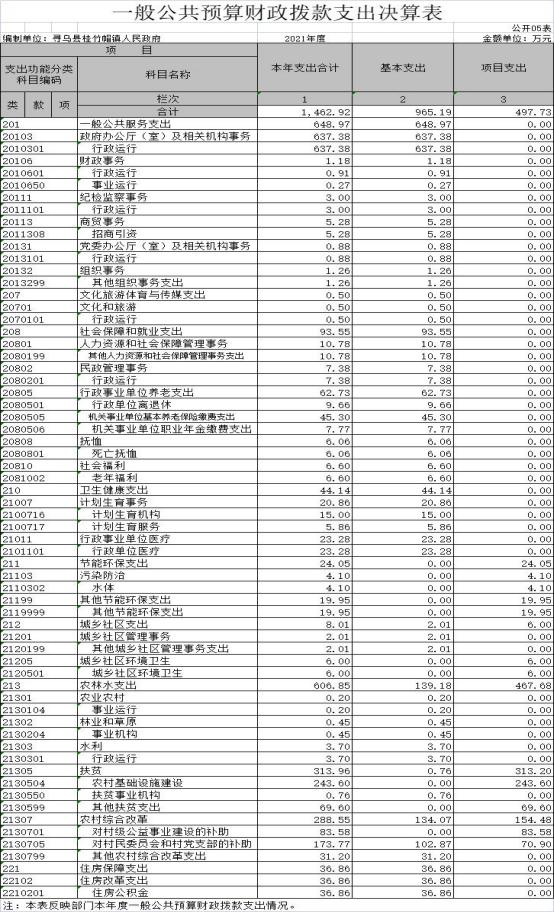 一般公共预算财政拨款支出决算表
公开05表
编制单位：寻乌县桂竹帽镇人民政府 2021年度 金额单位：万元
项 目 本年支出合计 基本支出 项目支出
支出功能分类科目编码 科目名称
类 款 项 栏次 1 2 3
合计 1,462.92 965.19 497.73
201 一般公共服务支出 648.97 648.97 0.00
20103 政府办公厅（室）及相关机构事务 637.38 637.38 0.00
2010301 行政运行 637.38 637.38 0.00
20106 财政事务 1.18 1.18 0.00
2010601 行政运行 0.91 0.91 0.00
2010650 事业运行 0.27 0.27 0.00
20111 纪检监察事务 3.00 3.00 0.00
2011101 行政运行 3.00 3.00 0.00
20113 商贸事务 5.28 5.28 0.00
2011308 招商引资 5.28 5.28 0.00
20131 党委办公厅（室）及相关机构事务 0.88 0.88 0.00
2013101 行政运行 0.88 0.88 0.00
20132 组织事务 1.26 1.26 0.00
2013299 其他组织事务支出 1.26 1.26 0.00
207 文化旅游体育与传媒支出 0.50 0.50 0.00
20701 文化和旅游 0.50 0.50 0.00
2070101 行政运行 0.50 0.50 0.00
208 社会保障和就业支出 93.55 93.55 0.00
20801 人力资源和社会保障管理事务 10.78 10.78 0.00
2080199 其他人力资源和社会保障管理事务支出 10.78 10.78 0.00
20802 民政管理事务 7.38 7.38 0.00
2080201 行政运行 7.38 7.38 0.00
20805 行政事业单位养老支出 62.73 62.73 0.00
2080501 行政单位离退休 9.66 9.66 0.00
2080505 机关事业单位基本养老保险缴费支出 45.30 45.30 0.00
2080506 机关事业单位职业年金缴费支出 7.77 7.77 0.00
20808 抚恤 6.06 6.06 0.00
2080801 死亡抚恤 6.06 6.06 0.00
20810 社会福利 6.60 6.60 0.00
2081002 老年福利 6.60 6.60 0.00
210 卫生健康支出 44.14 44.14 0.00
21007 计划生育事务 20.86 20.86 0.00
2100716 计划生育机构 15.00 15.00 0.00
2100717 计划生育服务 5.86 5.86 0.00
21011 行政事业单位医疗 23.28 23.28 0.00
2101101 行政单位医疗 23.28 23.28 0.00
211 节能环保支出 24.05 0.00 24.05
21103 污染防治 4.10 0.00 4.10
2110302 水体 4.10 0.00 4.10
21199 其他节能环保支出 19.95 0.00 19.95
2119999 其他节能环保支出 19.95 0.00 19.95
212 城乡社区支出 8.01 2.01 6.00
21201 城乡社区管理事务 2.01 2.01 0.00
2120199 其他城乡社区管理事务支出 2.01 2.01 0.00
21205 城乡社区环境卫生 6.00 0.00 6.00
2120501 城乡社区环境卫生 6.00 0.00 6.00
213 农林水支出 606.85 139.18 467.68
21301 农业农村 0.20 0.20 0.00
2130104 事业运行 0.20 0.20 0.00
21302 林业和草原 0.45 0.45 0.00
2130204 事业机构 0.45 0.45 0.00
21303 水利 3.70 3.70 0.00
2130301 行政运行 3.70 3.70 0.00
21305 扶贫 313.96 0.76 313.20
2130504 农村基础设施建设 243.60 0.00 243.60
2130550 扶贫事业机构 0.76 0.76 0.00
2130599 其他扶贫支出 69.60 0.00 69.60
21307 农村综合改革 288.55 134.07 154.48
2130701 对村级公益事业建设的补助 83.58 0.00 83.58
2130705 对村民委员会和村党支部的补助 173.77 102.87 70.90
2130799 其他农村综合改革支出 31.20 31.20 0.00
221 住房保障支出 36.86 36.86 0.00
22102 住房改革支出 36.86 36.86 0.00
2210201 住房公积金 36.86 36.86 0.00
注：本表反映部门本年度一般公共预算财政拨款支出情况。